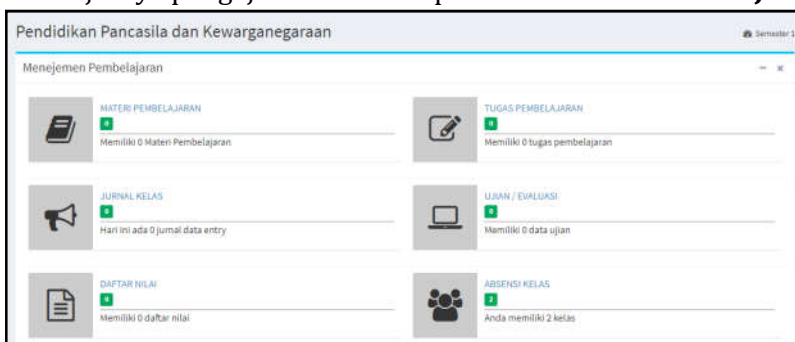 Pendidikan Pancasila dan Kewarganegaraan
Semester 1
Menejemen Pembelajaran
MATERI PEMBELAJARAN
0
Memiliki 0 Materi Pembelajaran
TUGAS PEMBELAJARAN
0
Memiliki 0 tugas pembelajaran
JURNAL KELAS
0
Hari ini ada 0 jurnal data entry
UJIAN / EVALUASI
0
Memiliki 0 data ujian
DAFTAR NILAI
0
Memiliki 0 daftar nilai
ABSENSI KELAS
2
Anda memiliki 2 kelas